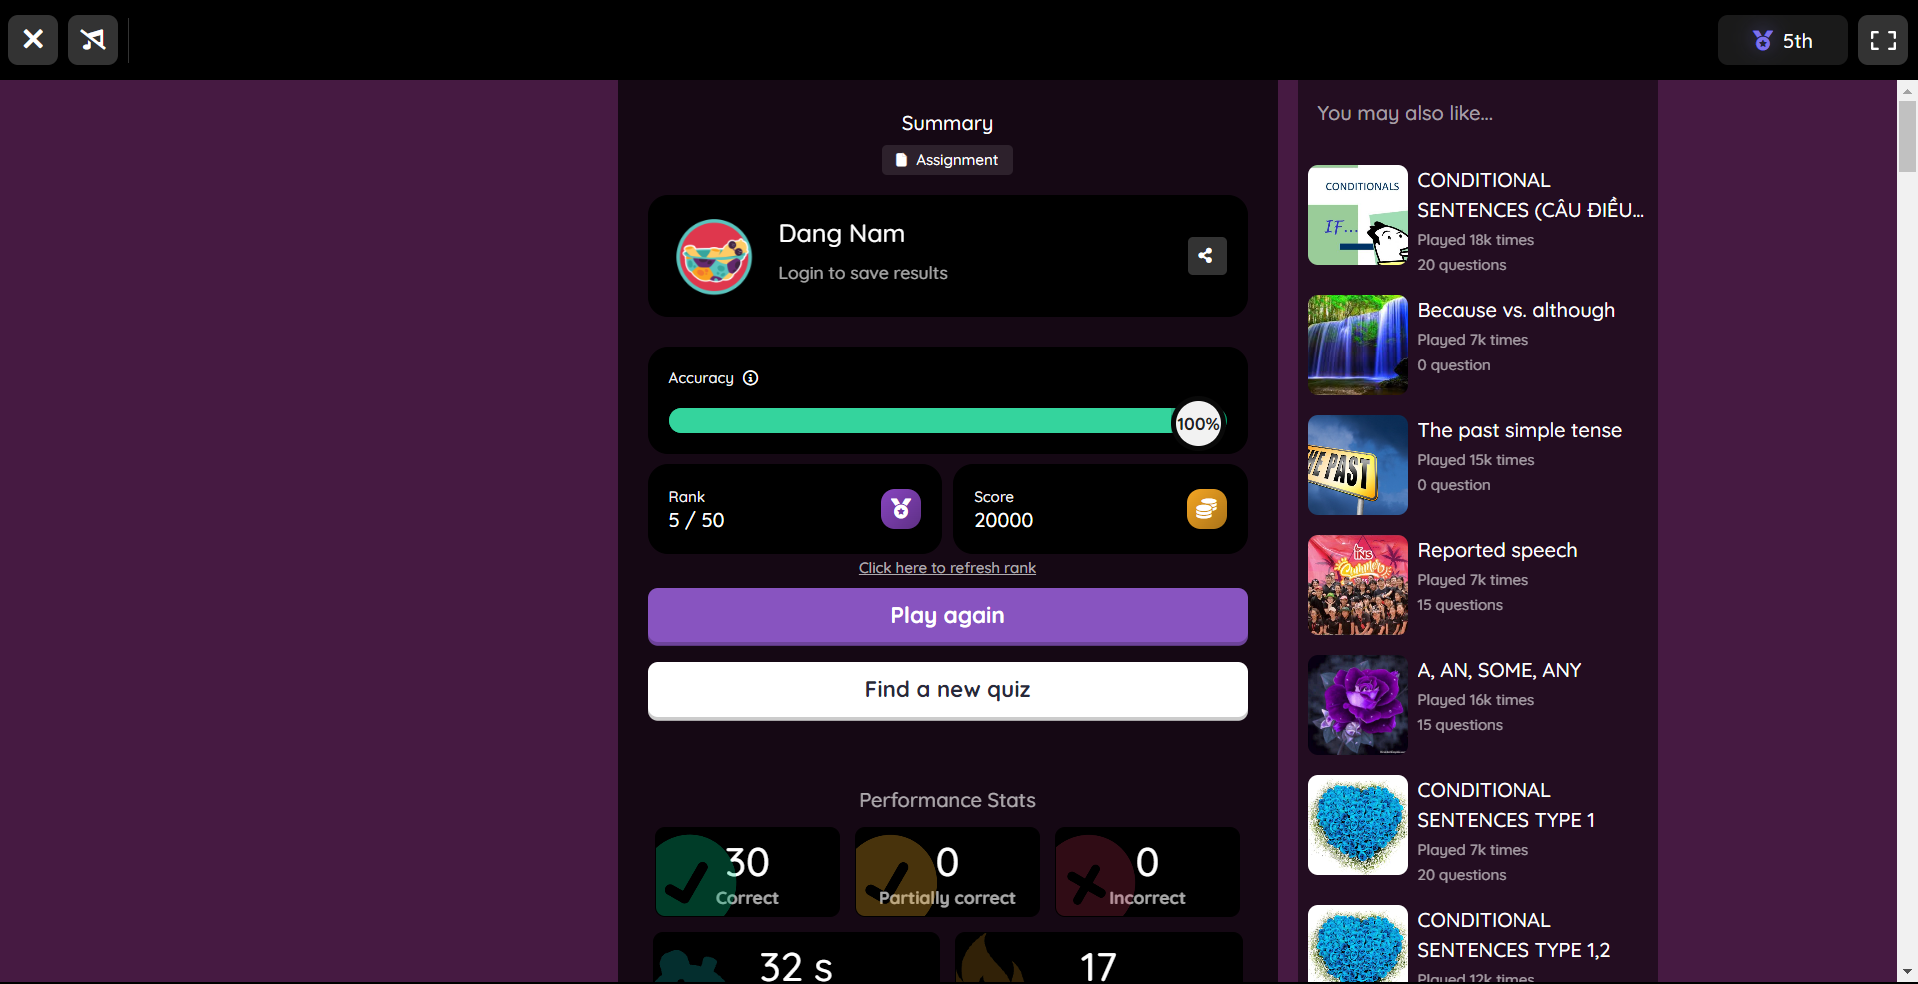 5th
Summary
Assignment
Dang Nam
Login to save results
Accuracy
100%
Rank
5 / 50
Score
20000
Click here to refresh rank
Play again
Find a new quiz
Performance Stats
30
Correct
0
Partially correct
0
Incorrect
32 s
17
You may also like...
CONDITIONALS
IF...
CONDITIONAL
SENTENCES (CÂU ĐIỀU...
Played 18k times
20 questions
Because vs. although
Played 7k times
0 question
THE PAST
The past simple tense
Played 15k times
0 question
INS
Summer
Reported speech
Played 7k times
15 questions
A, AN, SOME, ANY
Played 16k times
15 questions
CONDITIONAL
SENTENCES TYPE 1
Played 7k times
20 questions
CONDITIONAL
SENTENCES TYPE 1,2
Played 12k times